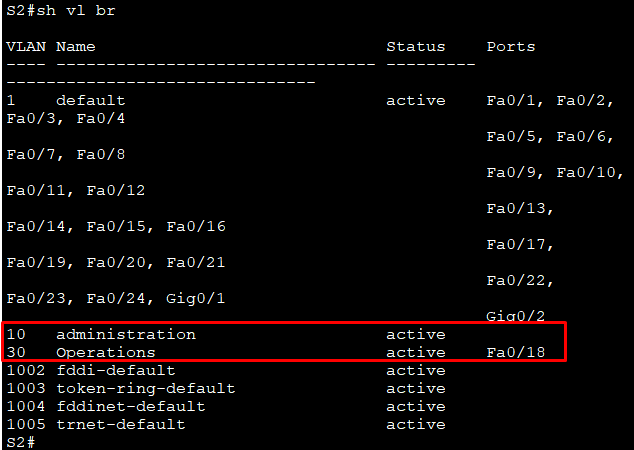 S2#sh vl br
VLAN Name                             Status    Ports
---- -------------------------------- --------- -------------------------------
1    default                          active    Fa0/1, Fa0/2,
Fa0/3, Fa0/4
                                                Fa0/5, Fa0/6,
Fa0/7, Fa0/8
                                                Fa0/9, Fa0/10,
Fa0/11, Fa0/12
                                                Fa0/13,
Fa0/14, Fa0/15, Fa0/16
                                                Fa0/17,
Fa0/19, Fa0/20, Fa0/21
                                                Fa0/22,
Fa0/23, Fa0/24, Gig0/1
                                                Gig0/2
10   administration                   active
30   Operations                       active    Fa0/18
1002 fddi-default                     active
1003 token-ring-default               active
1004 fddinet-default                  active
1005 trnet-default                    active
S2#